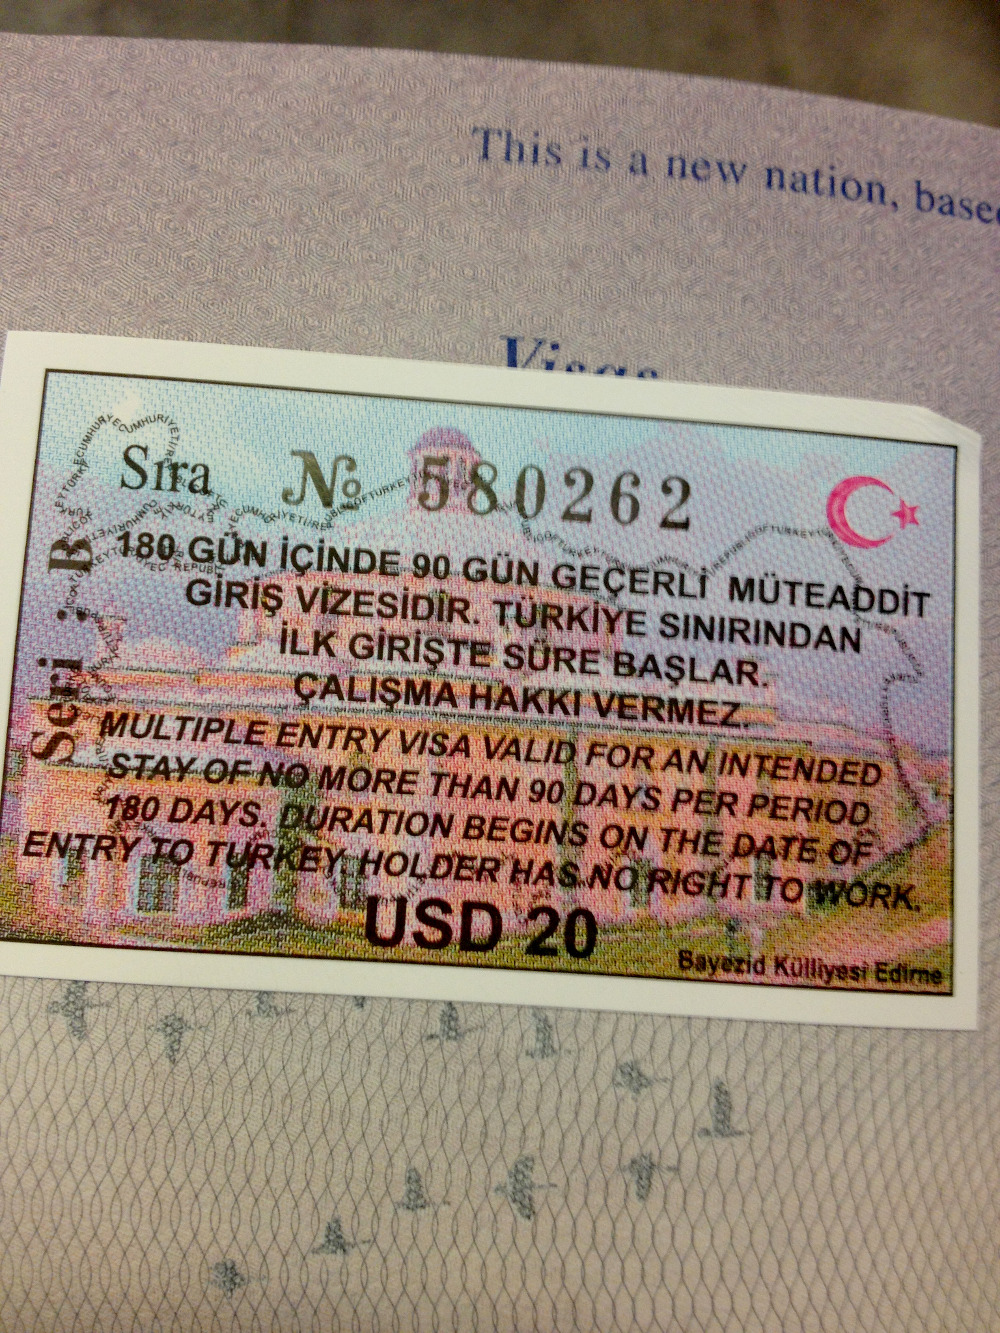 This is a new nation, based
Visas
Sıra № 580262
Seri : B
180 GÜN İÇİNDE 90 GÜN GEÇERLİ MÜTEADDİT
GİRİŞ VİZESİDİR. TÜRKİYE SINIRINDAN
İLK GİRİŞTE SÜRE BAŞLAR.
ÇALIŞMA HAKKI VERMEZ.
MULTIPLE ENTRY VISA VALID FOR AN INTENDED
STAY OF NO MORE THAN 90 DAYS PER PERIOD
180 DAYS. DURATION BEGINS ON THE DATE OF
ENTRY TO TURKEY. HOLDER HAS NO RIGHT TO WORK.
USD 20
Bayezid Külliyesi Edirne